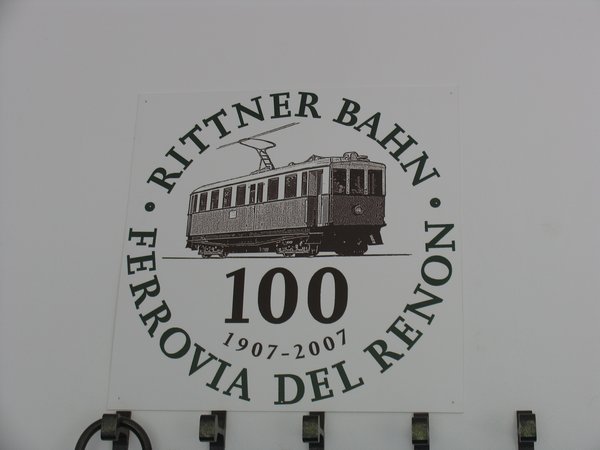 • RITTNER BAHN •
100
1907-2007
FERROVIA DEL RENON